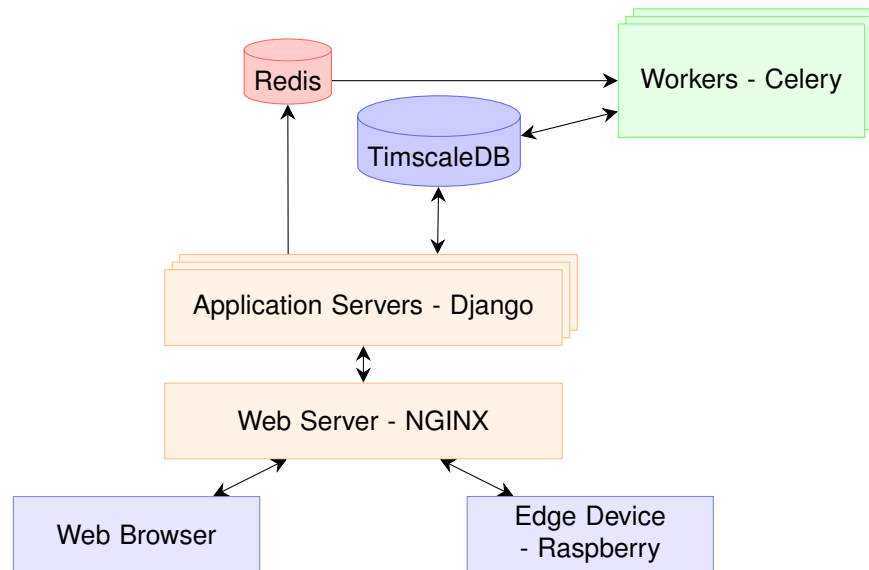 Redis
Workers - Celery
TimscaleDB
Application Servers - Django
Web Server - NGINX
Web Browser
Edge Device
- Raspberry